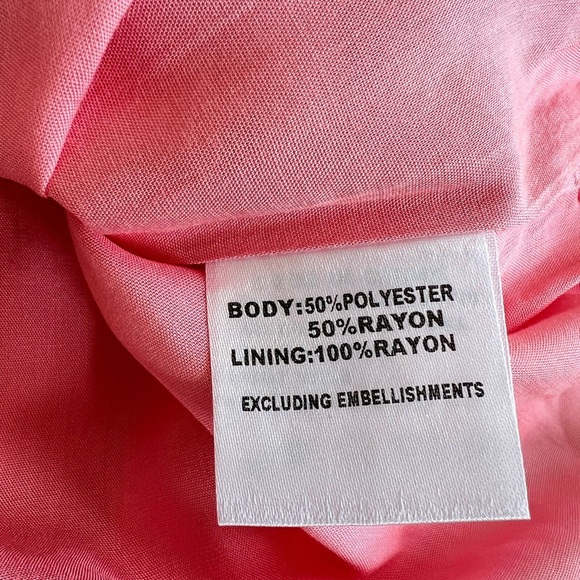 BODY:50%POLYESTER
50%RAYON
LINING:100%RAYON
EXCLUDING EMBELLISHMENTS